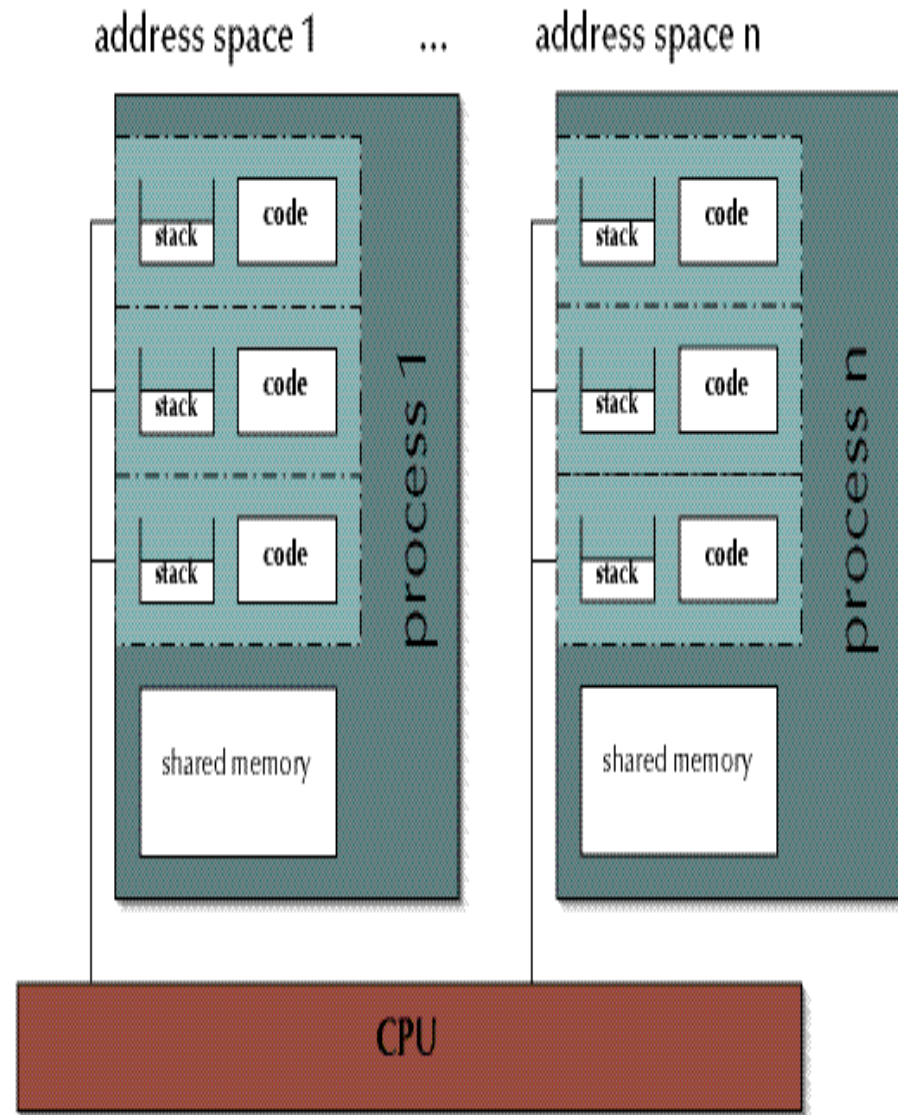 address space 1 ... address space n
stack code
stack code
stack code
process 1
shared memory
stack code
stack code
stack code
process n
shared memory
CPU